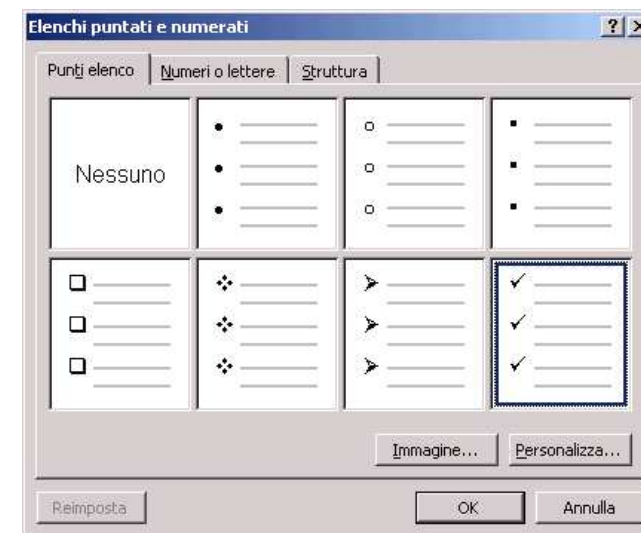 Elenchi puntati e numerati
Punti elenco
Numeri o lettere
Struttura
Nessuno
Immagine...
Personalizza...
Reimposta
OK
Annulla